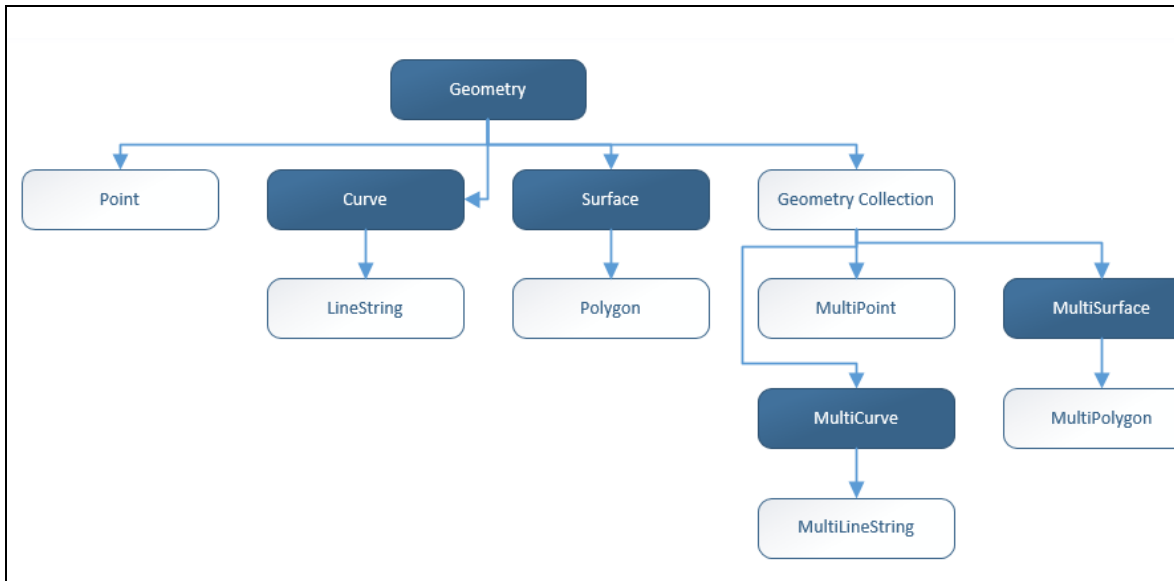 Geometry
Point
Curve
Surface
Geometry Collection
LineString
Polygon
MultiPoint
MultiSurface
MultiCurve
MultiPolygon
MultiLineString